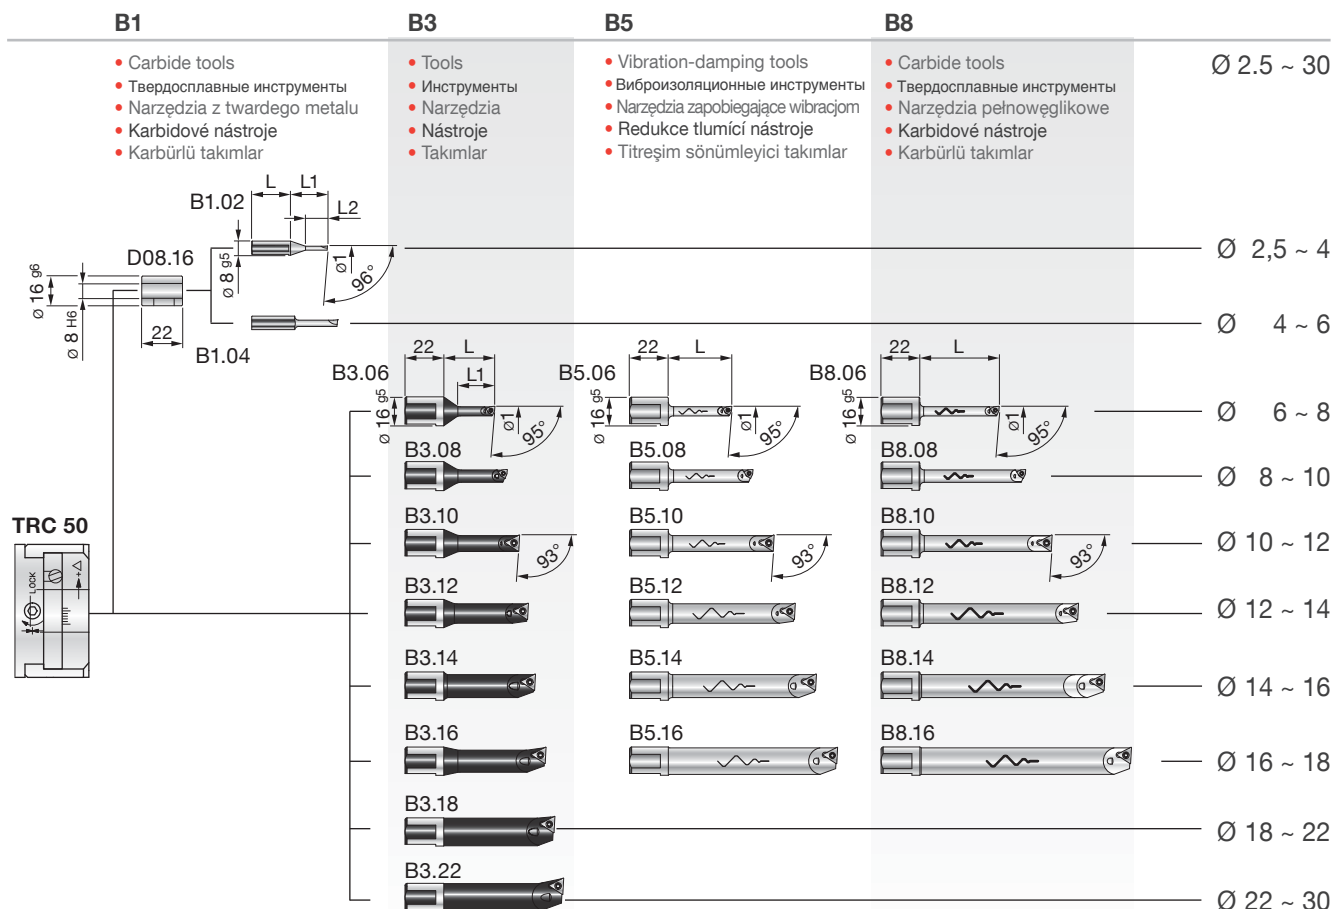 B1
B3
B5
B8
• Carbide tools
• Твердосплавные инструменты
• Narzędzia z twardego metalu
• Karbidové nástroje
• Karbürlü takımlar
• Tools
• Инструменты
• Narzędzia
• Nástroje
• Takımlar
• Vibration-damping tools
• Виброизоляционные инструменты
• Narzędzia zapobiegające wibracjom
• Redukce tlumící nástroje
• Titreşim sönümleyici takımlar
• Carbide tools
• Твердосплавные инструменты
• Narzędzia pełnowęglikowe
• Karbidové nástroje
• Karbürlü takımlar
Ø 2.5 ~ 30
L L1
B1.02
L2
D08.16
Ø 16 g6
Ø 8 H6
22
Ø 8 g5
Ø1
96°
Ø 2,5 ~ 4
B1.04
Ø 4 ~ 6
22 L
L1
B3.06
Ø 16 g5
Ø1
95°
22 L
B5.06
Ø 16 g5
Ø1
95°
22 L
B8.06
Ø 16 g5
Ø1
95°
Ø 6 ~ 8
B3.08
B5.08
B8.08
Ø 8 ~ 10
TRC 50
LOCK
+
B3.10
93°
B5.10
93°
B8.10
93°
Ø 10 ~ 12
B3.12
B5.12
B8.12
Ø 12 ~ 14
B3.14
B5.14
B8.14
Ø 14 ~ 16
B3.16
B5.16
B8.16
Ø 16 ~ 18
B3.18
Ø 18 ~ 22
B3.22
Ø 22 ~ 30